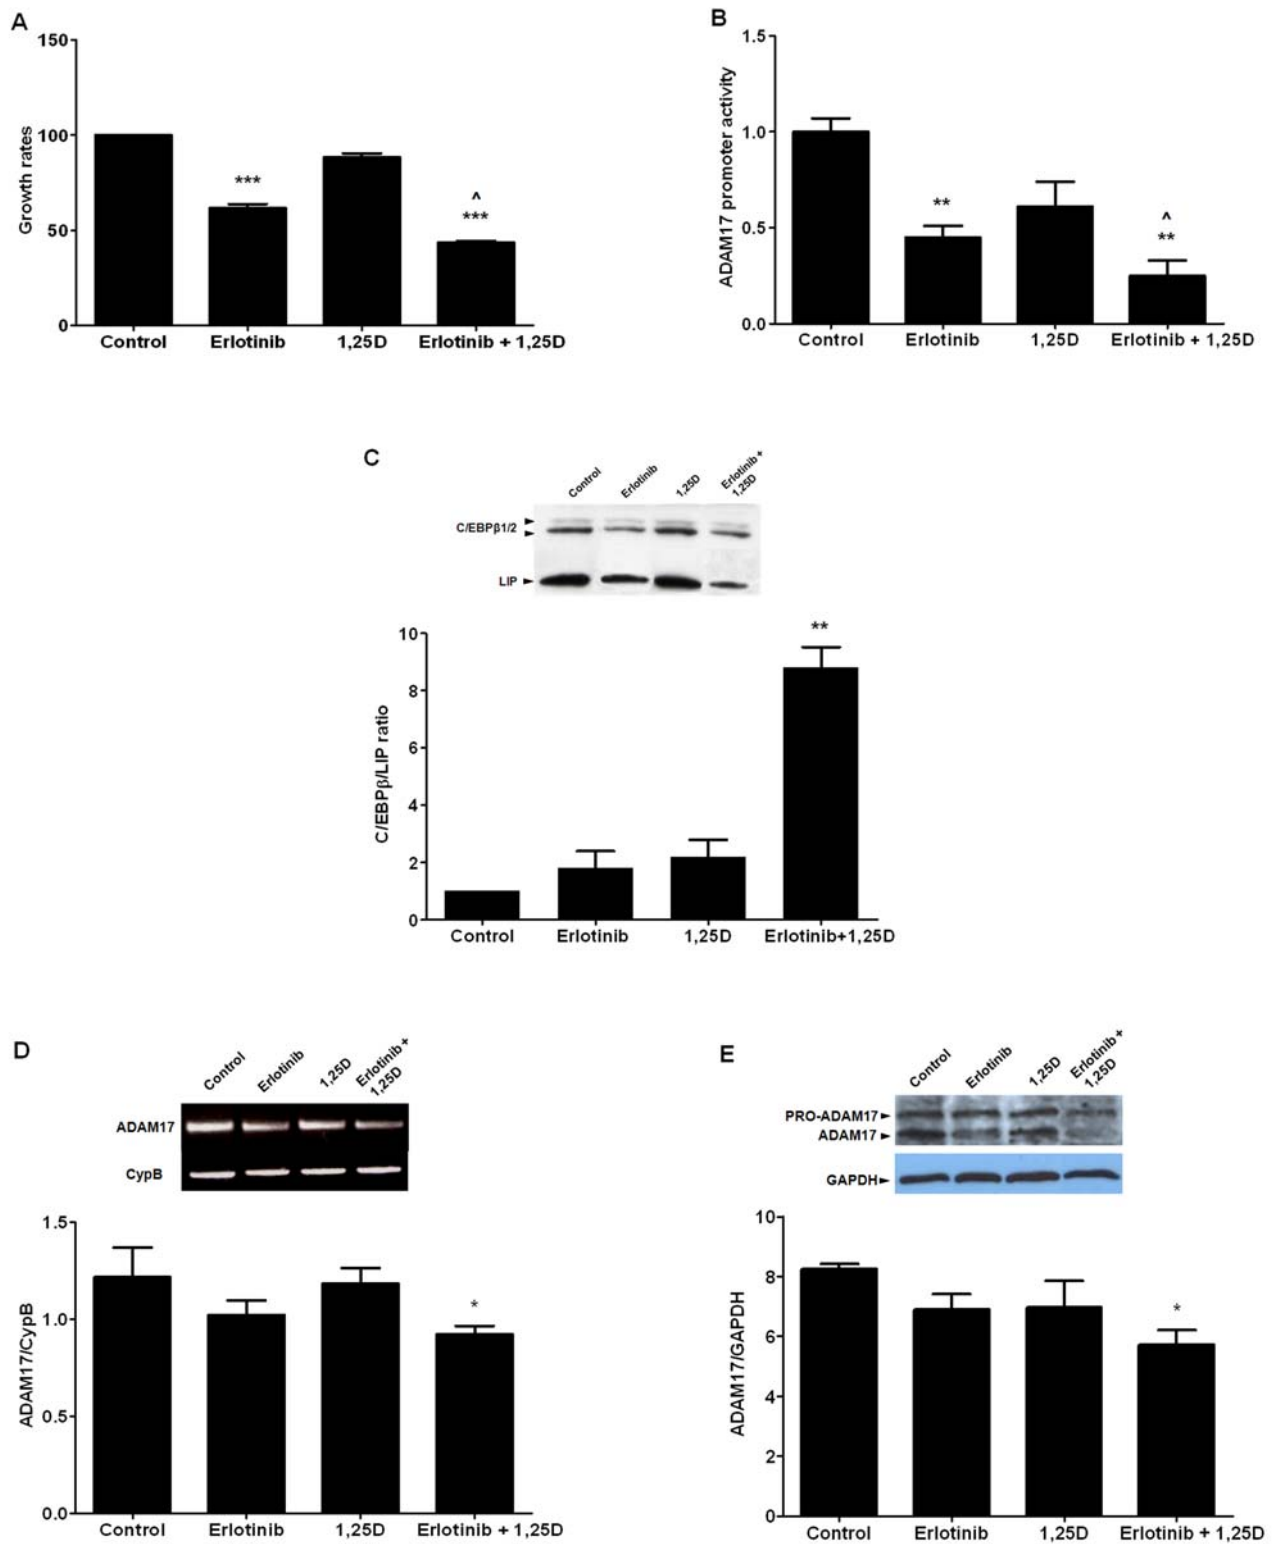 A
150
100
50
0
Growth rates
***
^
***
Control
Erlotinib
1,25D
Erlotinib + 1,25D
B
1.5
1.0
0.5
0.0
ADAM17 promoter activity
**
^
**
Control
Erlotinib
1,25D
Erlotinib + 1,25D
C
Control
Erlotinib
1,25D
Erlotinib +
1,25D
C/EBPβ1/2
LIP
10
8
6
4
2
0
C/EBPβ/LIP ratio
**
Control
Erlotinib
1,25D
Erlotinib+1,25D
D
Control
Erlotinib
1,25D
Erlotinib +
1,25D
ADAM17
CypB
1.5
1.0
0.5
0.0
ADAM17/CypB
*
Control
Erlotinib
1,25D
Erlotinib + 1,25D
E
Control
Erlotinib
1,25D
Erlotinib +
1,25D
PRO-ADAM17
ADAM17
GAPDH
10
8
6
4
2
0
ADAM17/GAPDH
*
Control
Erlotinib
1,25D
Erlotinib + 1,25D